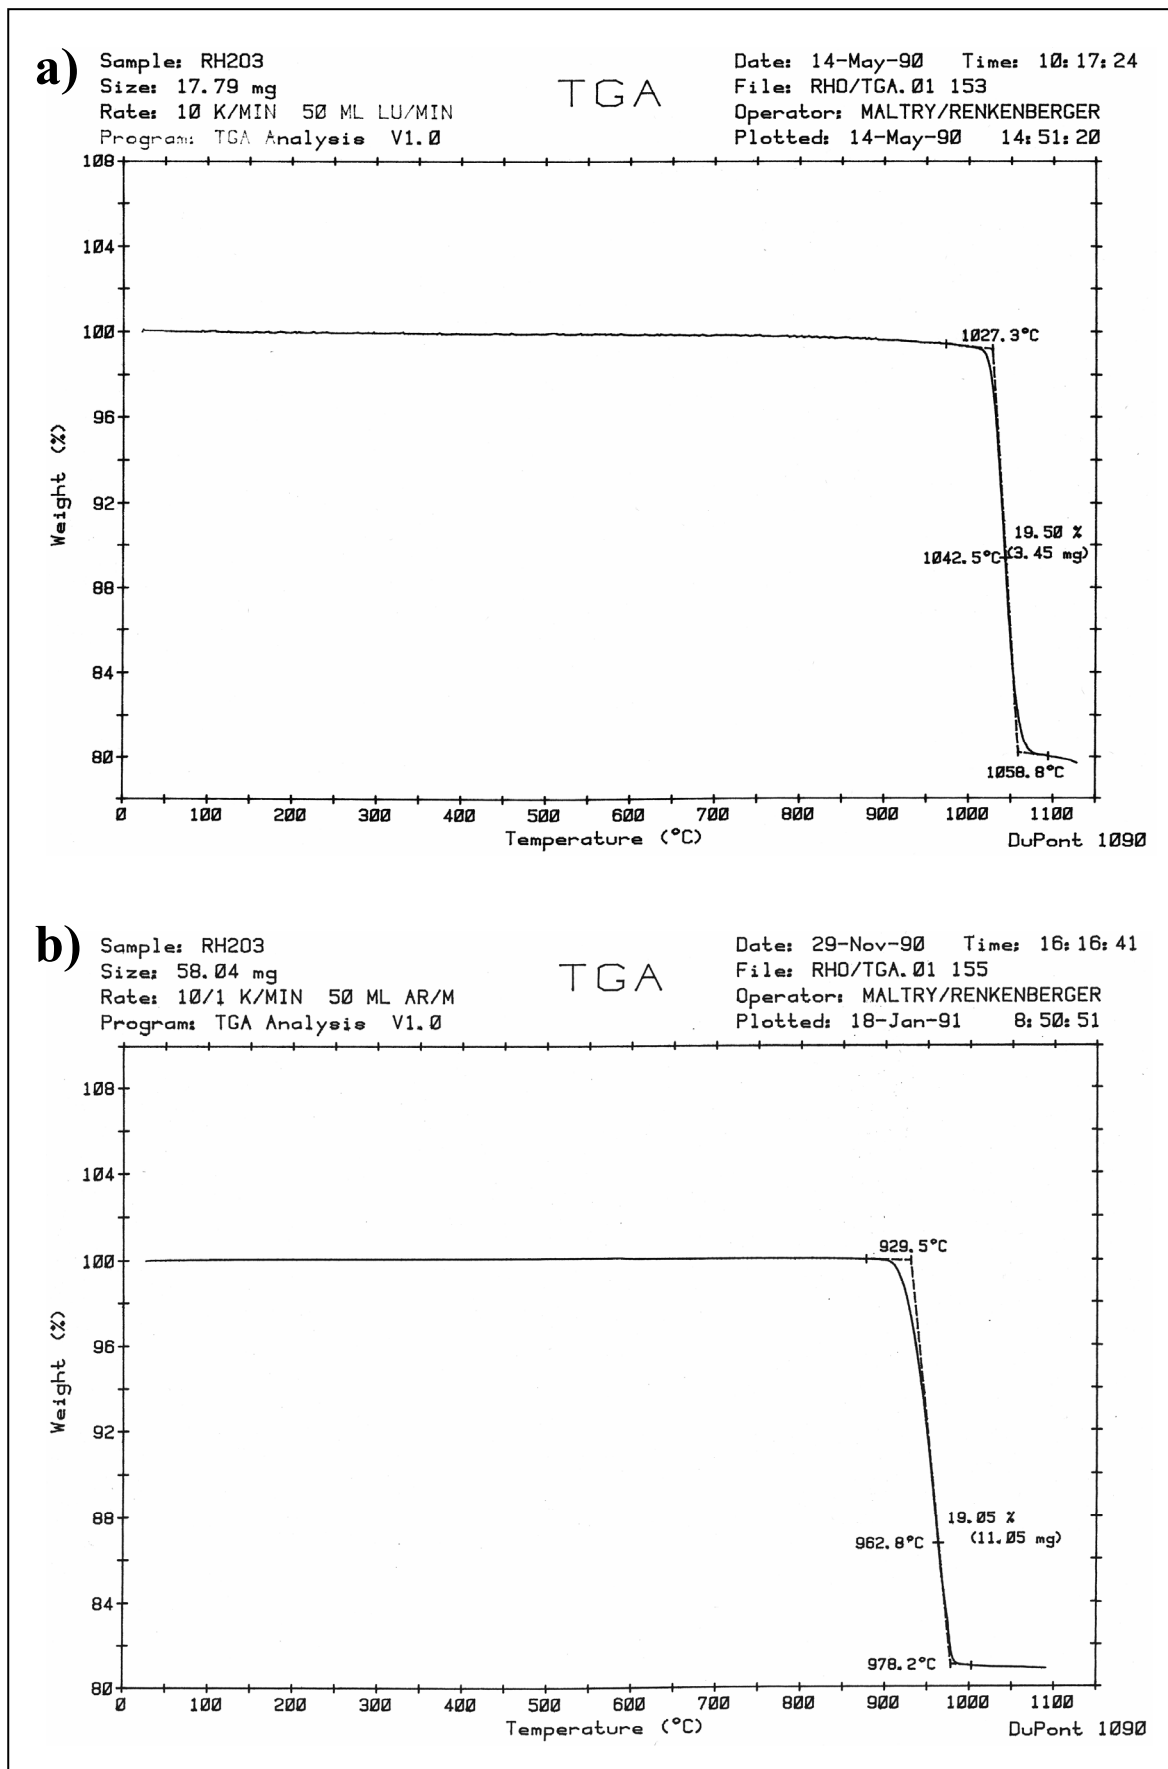 a)
Sample: RH2O3
Size: 17.79 mg
Rate: 10 K/MIN 50 ML LU/MIN
Program: TGA Analysis V1.0
TGA
Date: 14-May-90 Time: 10:17:24
File: RHO/TGA.01 153
Operator: MALTRY/RENKENBERGER
Plotted: 14-May-90 14:51:20
108
104
100
96
92
88
84
80
Weight (%)
1027.3°C
19.50 %
1042.5°C (3.45 mg)
1058.8°C
0 100 200 300 400 500 600 700 800 900 1000 1100
Temperature (°C)
DuPont 1090
b)
Sample: RH2O3
Size: 58.04 mg
Rate: 10/1 K/MIN 50 ML AR/M
Program: TGA Analysis V1.0
TGA
Date: 29-Nov-90 Time: 16:16:41
File: RHO/TGA.01 155
Operator: MALTRY/RENKENBERGER
Plotted: 18-Jan-91 8:50:51
108
104
100
96
92
88
84
80
Weight (%)
929.5°C
19.05 %
962.8°C (11.05 mg)
978.2°C
0 100 200 300 400 500 600 700 800 900 1000 1100
Temperature (°C)
DuPont 1090